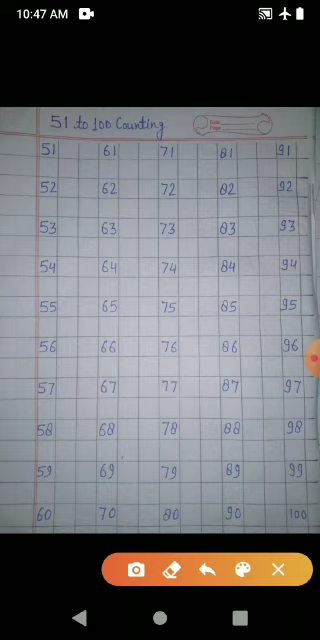 10:47 AM
51 to 100 Counting
Date
Page
51 61 71 81 91
52 62 72 82 92
53 63 73 83 93
54 64 74 84 94
55 65 75 85 95
56 66 76 86 96
57 67 77 87 97
58 68 78 88 98
59 69 79 89 99
60 70 80 90 100